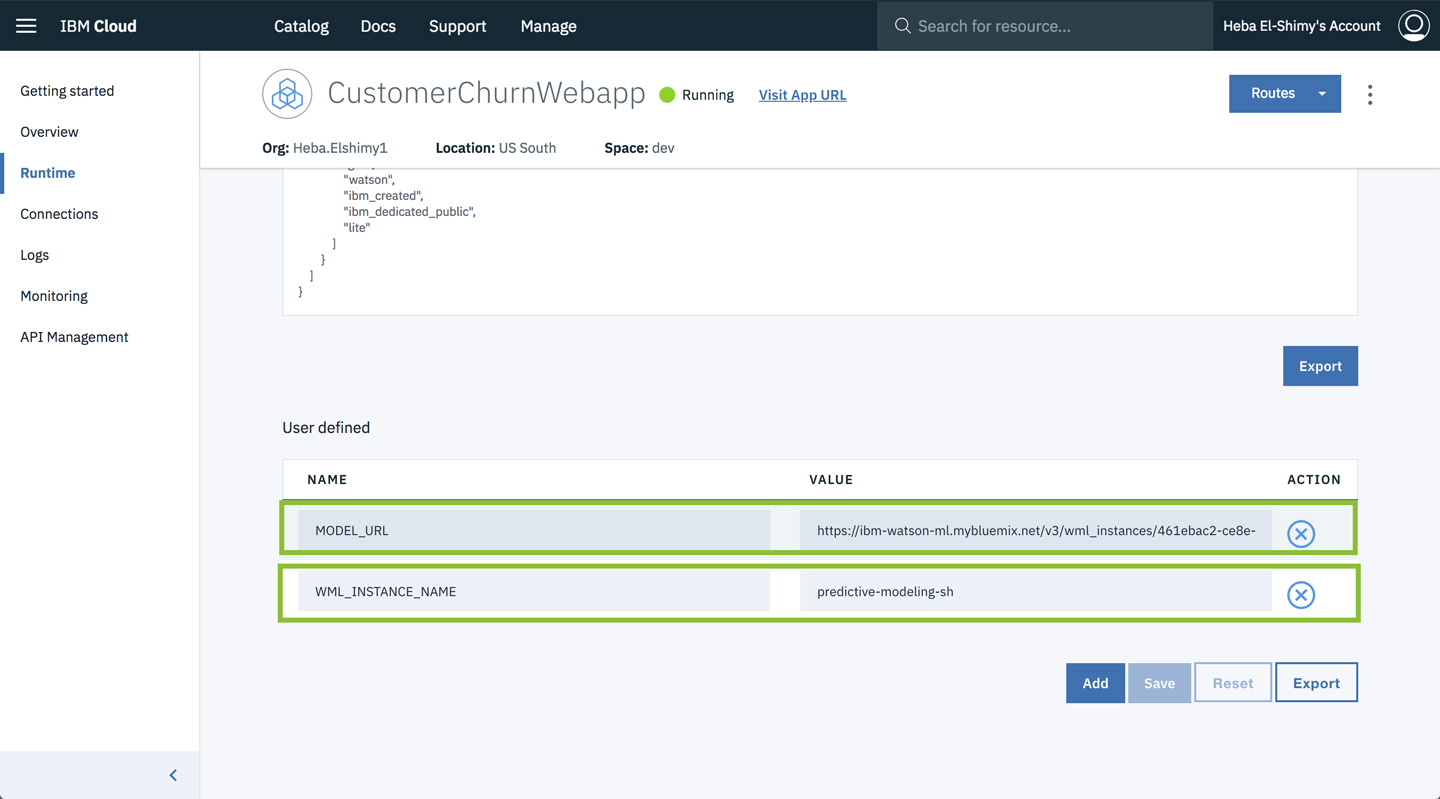 IBM Cloud Catalog Docs Support Manage Search for resource... Heba El-Shimy's Account
Getting started
Overview
Runtime
Connections
Logs
Monitoring
API Management
CustomerChurnWebapp Running Visit App URL Routes
Org: Heba.Elshimy1 Location: US South Space: dev
"watson",
"ibm_created",
"ibm_dedicated_public",
"lite"
]
}
]
}
Export
User defined
NAME VALUE ACTION
MODEL_URL https://ibm-watson-ml.mybluemix.net/v3/wml_instances/461ebac2-ce8e-
WML_INSTANCE_NAME predictive-modeling-sh
Add Save Reset Export